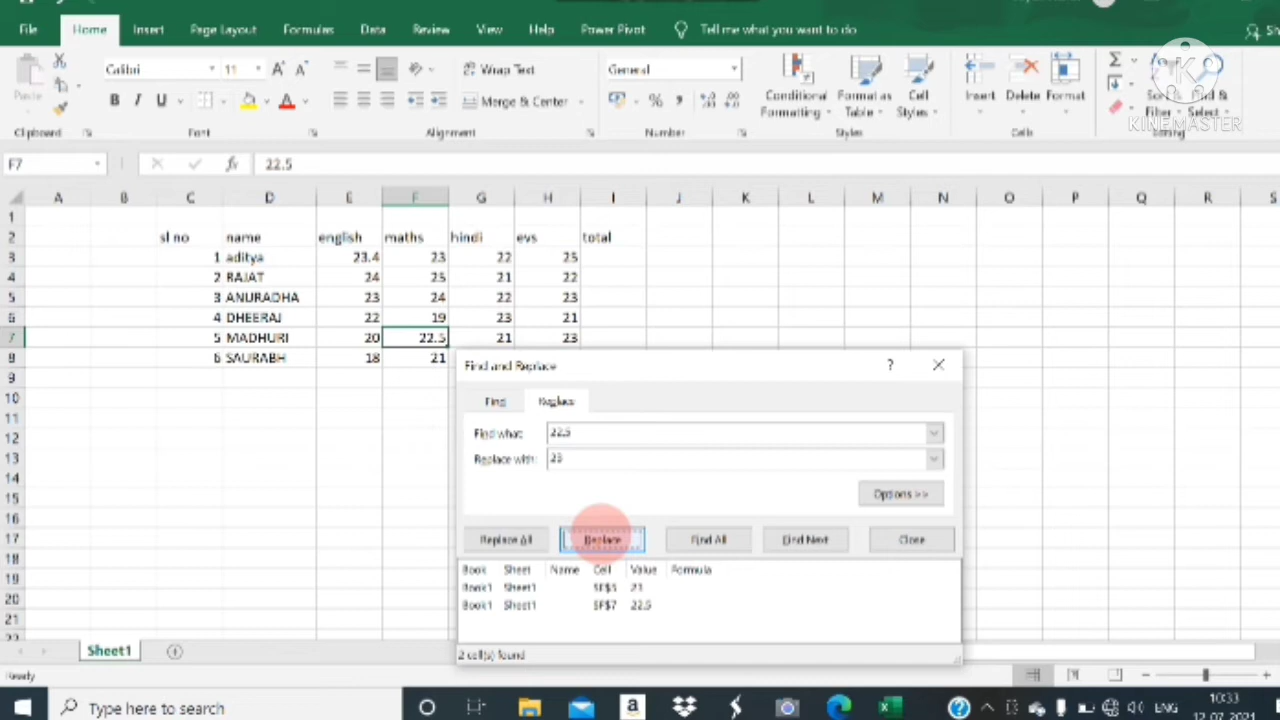 File Home Insert Page Layout Formulas Data Review View Help Power Pivot Tell me what you want to do Sh
Calibri 11 Wrap Text General
Paste Merge & Center Conditional Formatting Format as Table Cell Styles Insert Delete Format Sort & Filter Find & Select
KINEMASTER
Clipboard Font Alignment Number Styles Cells Editing
F7 fx 22.5
A B C D E F G H I J K L M N O P Q R S
1
2 sl no name english maths hindi evs total
3 1 aditya 23.4 23 22 25
4 2 RAJAT 24 25 21 22
5 3 ANURADHA 23 24 22 23
6 4 DHEERAJ 22 19 23 21
7 5 MADHURI 20 22.5 21 23
8 6 SAURABH 18 21
9
10
11
12
13
14
15
16
17
18
19
20
21
22
Find and Replace ?
Find Replace
Find what: 22.5
Replace with: 23
Options >>
Replace All Replace Find All Find Next Close
Book Sheet Name Cell Value Formula
Book1 Sheet1 23
Book1 Sheet1 $F$7 22.5
2 cell(s) found
Sheet1
Ready
Type here to search
ENG
10:33
12-07-2021